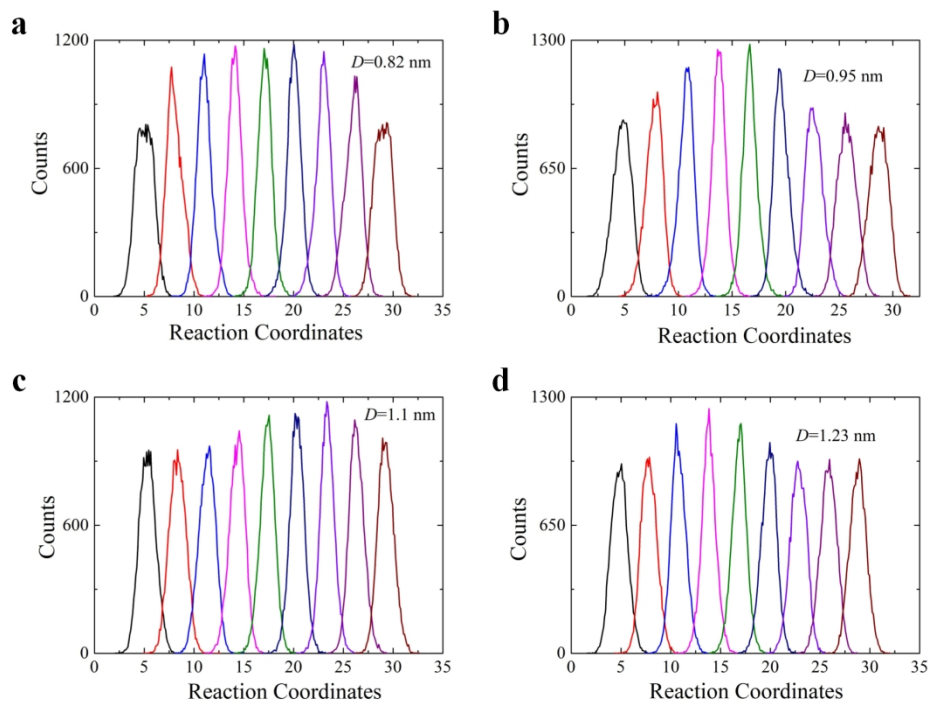 a
b
1200
D=0.82 nm
600
0
Counts
0 5 10 15 20 25 30 35
Reaction Coordinates
1300
D=0.95 nm
650
0
Counts
0 5 10 15 20 25 30
Reaction Coordinates
c
d
1200
D=1.1 nm
600
0
Counts
0 5 10 15 20 25 30 35
Reaction Coordinates
1300
D=1.23 nm
650
0
Counts
0 5 10 15 20 25 30 35
Reaction Coordinates